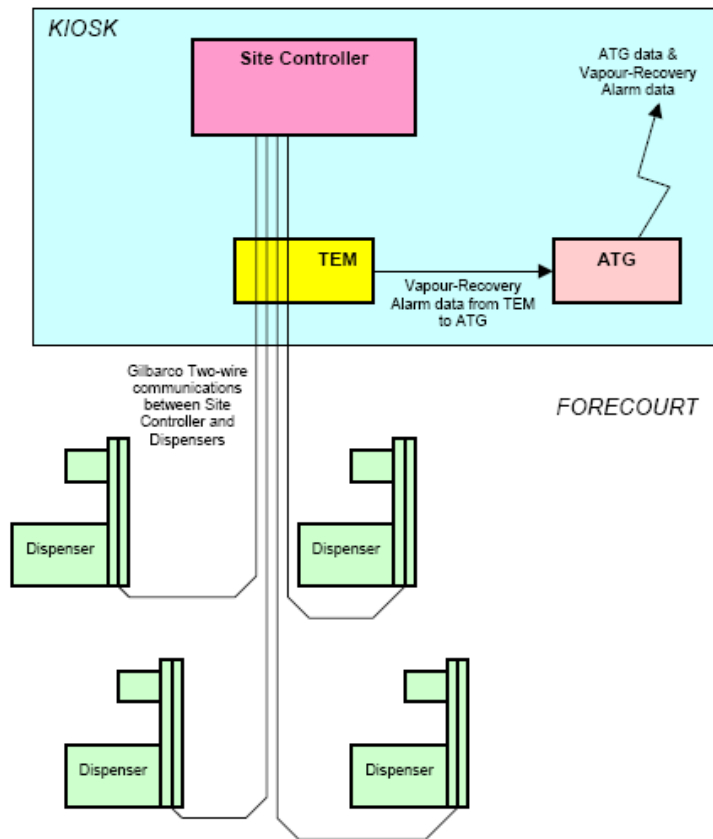 KIOSK
Site Controller
ATG data &
Vapour-Recovery
Alarm data
TEM
ATG
Vapour-Recovery
Alarm data from TEM
to ATG
Gilbarco Two-wire
communications
between Site
Controller and
Dispensers
FORECOURT
Dispenser
Dispenser
Dispenser
Dispenser